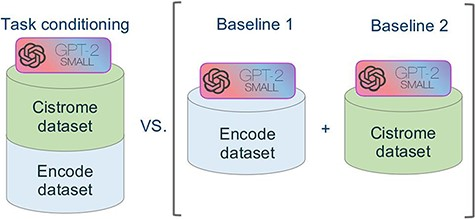 Task conditioning
GPT-2
SMALL
Cistrome
dataset
Encode
dataset
VS.
Baseline 1
GPT-2
SMALL
Encode
dataset
+
Baseline 2
GPT-2
SMALL
Cistrome
dataset